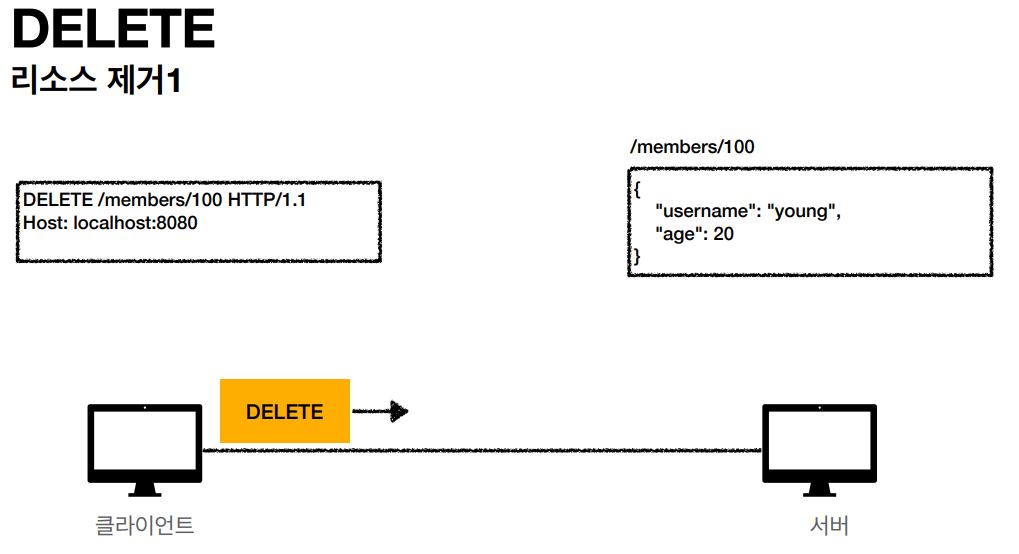 DELETE
리소스 제거1
/members/100
DELETE /members/100 HTTP/1.1
Host: localhost:8080
{
"username": "young",
"age": 20
}
DELETE
클라이언트
서버